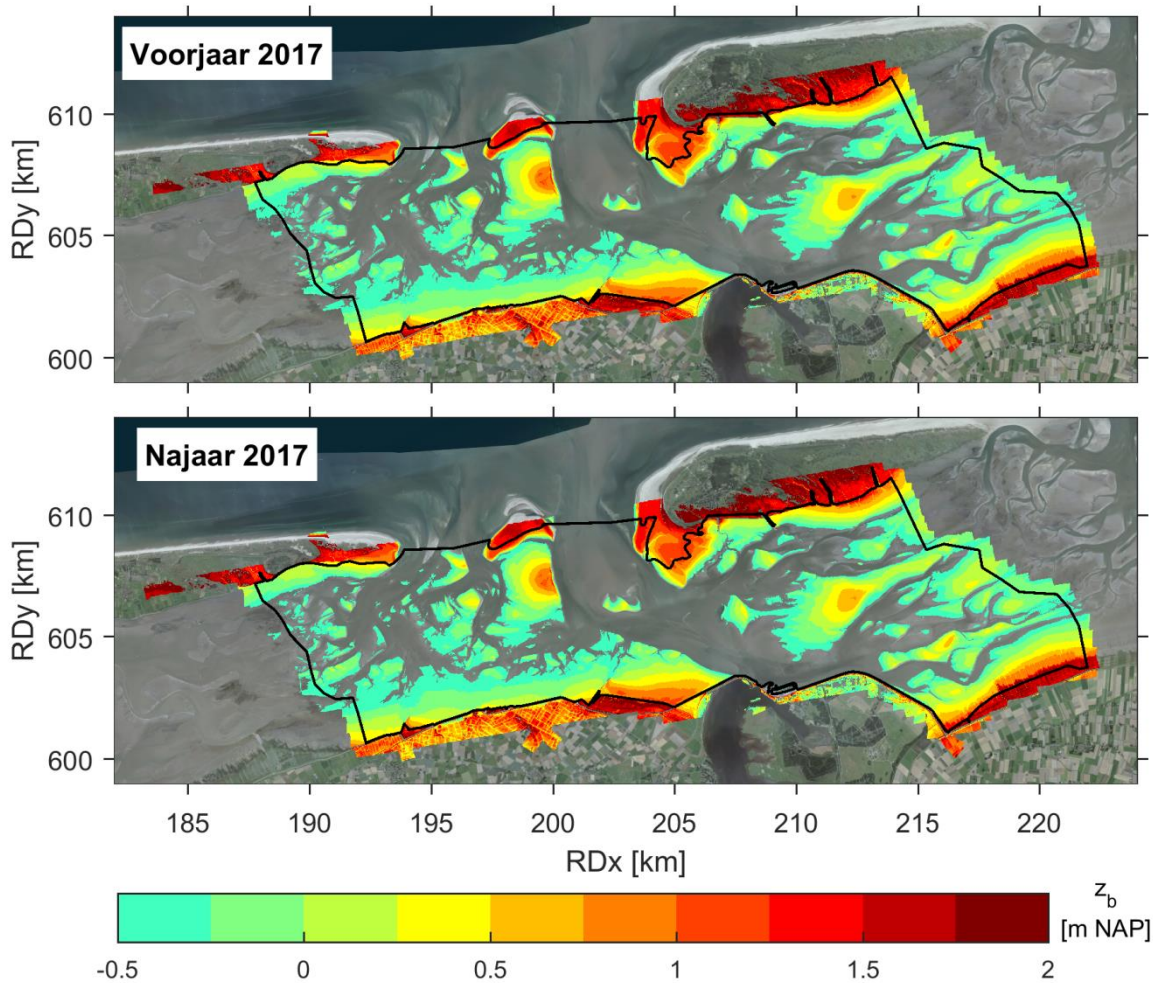 Voorjaar 2017
610
605
600
RDy [km]
Najaar 2017
610
605
600
RDy [km]
185 190 195 200 205 210 215 220
RDx [km]
-0.5 0 0.5 1 1.5 2
z_b
[m NAP]